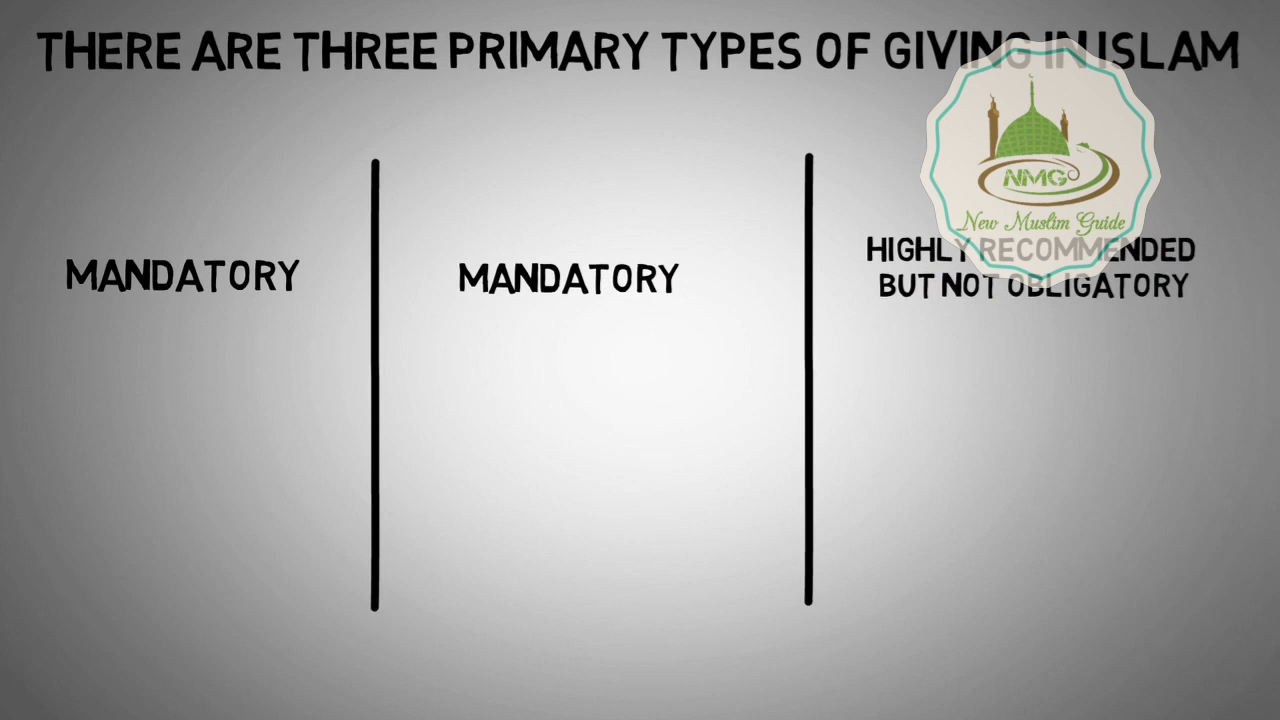 THERE ARE THREE PRIMARY TYPES OF GIVING IN ISLAM
NMG
New Muslim Guide
MANDATORY
MANDATORY
HIGHLY RECOMMENDED
BUT NOT OBLIGATORY